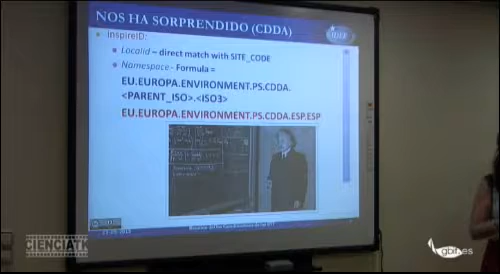 NOS HA SORPRENDIDO (CDDA)
IDEE
InspireID:
Localid – direct match with SITE_CODE
Namespace - Formula =
EU.EUROPA.ENVIRONMENT.PS.CDDA.
<PARENT_ISO>.<ISO3>
EU.EUROPA.ENVIRONMENT.PS.CDDA.ESP.ESP
CIENCIATK
gbif.es